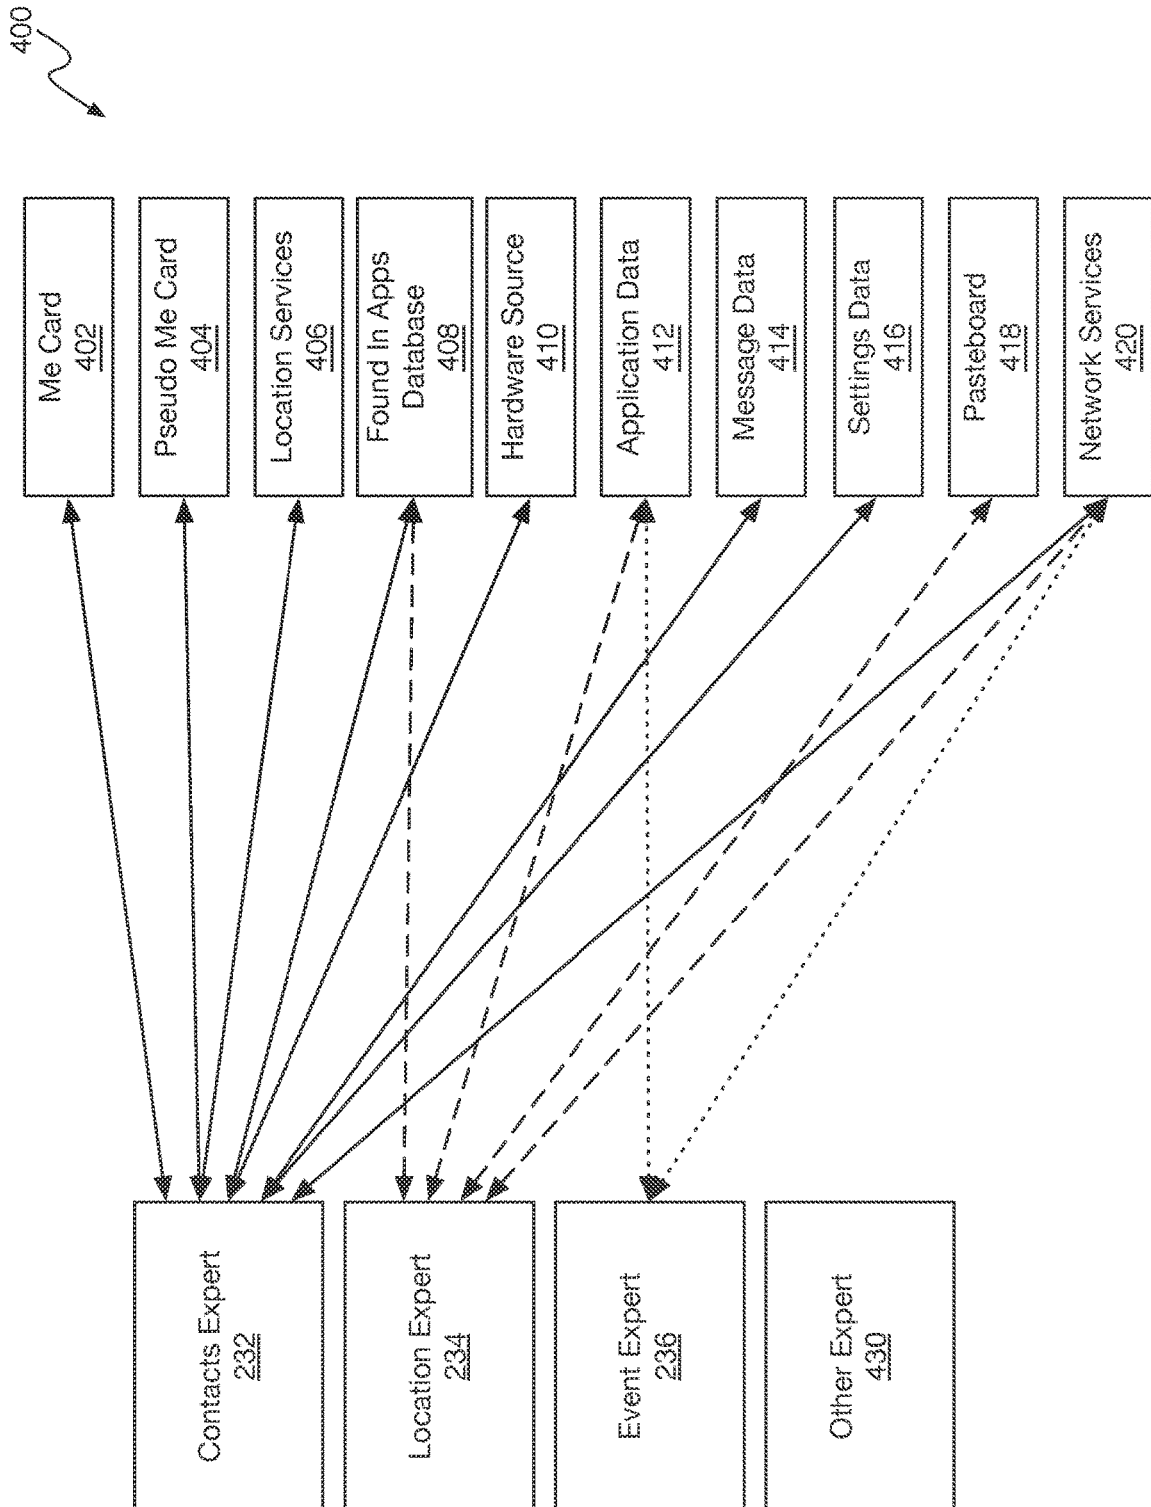 400
Me Card
402
Pseudo Me Card
404
Location Services
406
Found In Apps
Database
408
Hardware Source
410
Application Data
412
Message Data
414
Settings Data
416
Pasteboard
418
Network Services
420
Contacts Expert
232
Location Expert
234
Event Expert
236
Other Expert
430